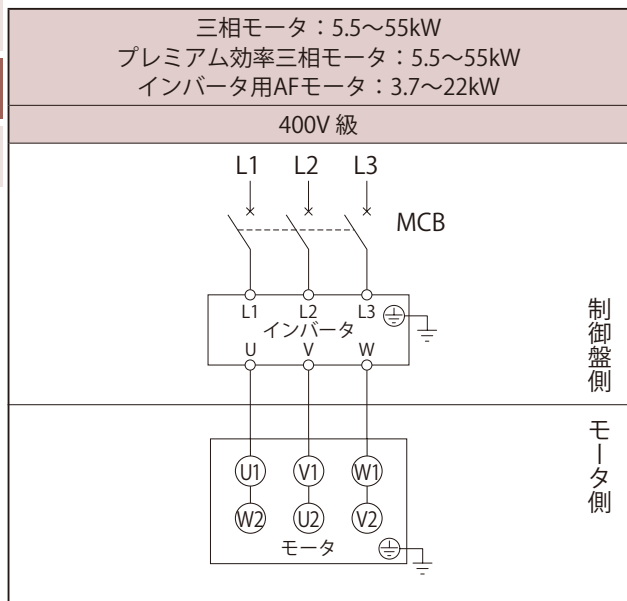 三相モータ：5.5～55kW
プレミアム効率三相モータ：5.5～55kW
インバータ用AFモータ：3.7～22kW
400V 級
L1 L2 L3
MCB
L1 L2 L3
インバータ
U V W
制御盤側
モータ側
U1 V1 W1
W2 U2 V2
モータ